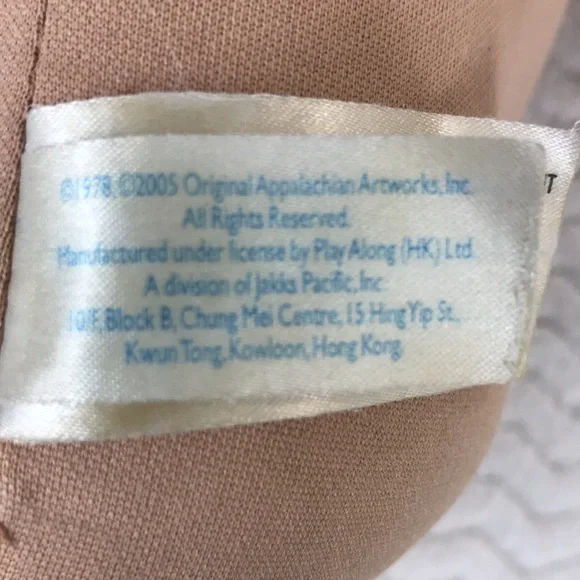 ©1978, ©2005 Original Appalachian Artworks, Inc.
All Rights Reserved.
Manufactured under license by Play Along (HK) Ltd.
A division of Jakks Pacific, Inc
10/F, Block B, Chung Mei Centre, 15 Hing Yip St.,
Kwun Tong, Kowloon, Hong Kong.